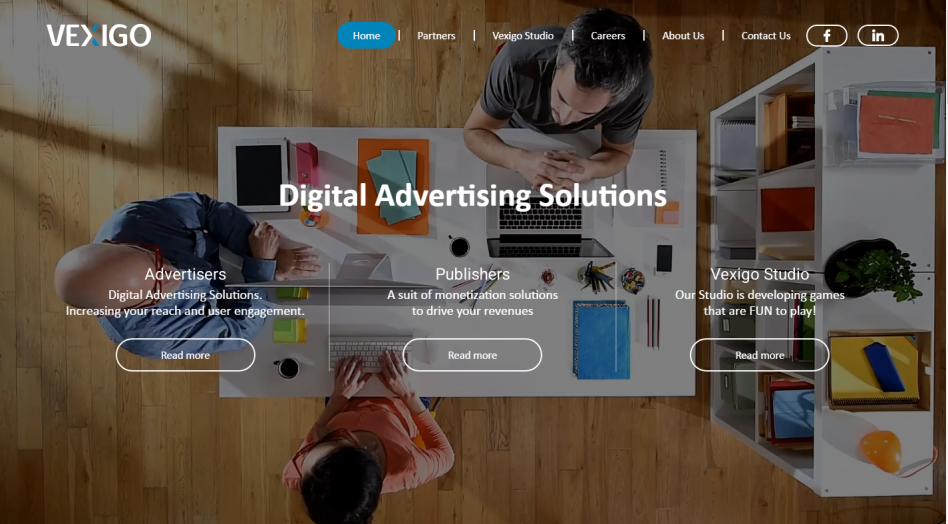 VEXIGO
Home | Partners | Vexigo Studio | Careers | About Us | Contact Us f in
Digital Advertising Solutions
Advertisers
Digital Advertising Solutions.
Increasing your reach and user engagement.
Read more
Publishers
A suit of monetization solutions
to drive your revenues
Read more
Vexigo Studio
Our Studio is developing games
that are FUN to play!
Read more